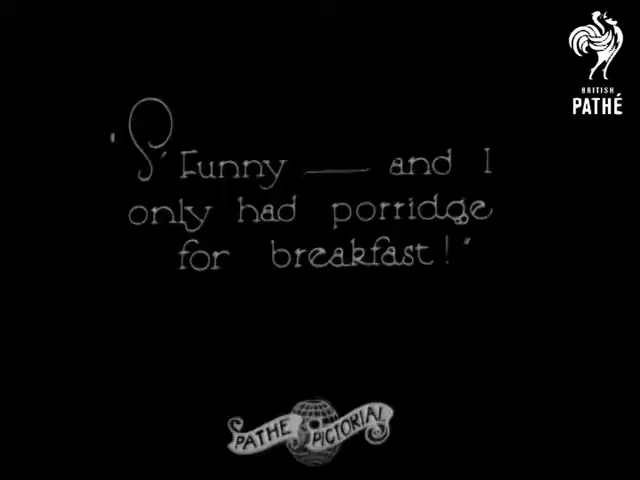 BRITISH
PATHÉ
"S'Funny — and I
only had porridge
for breakfast!"
PATHE PICTORIAL